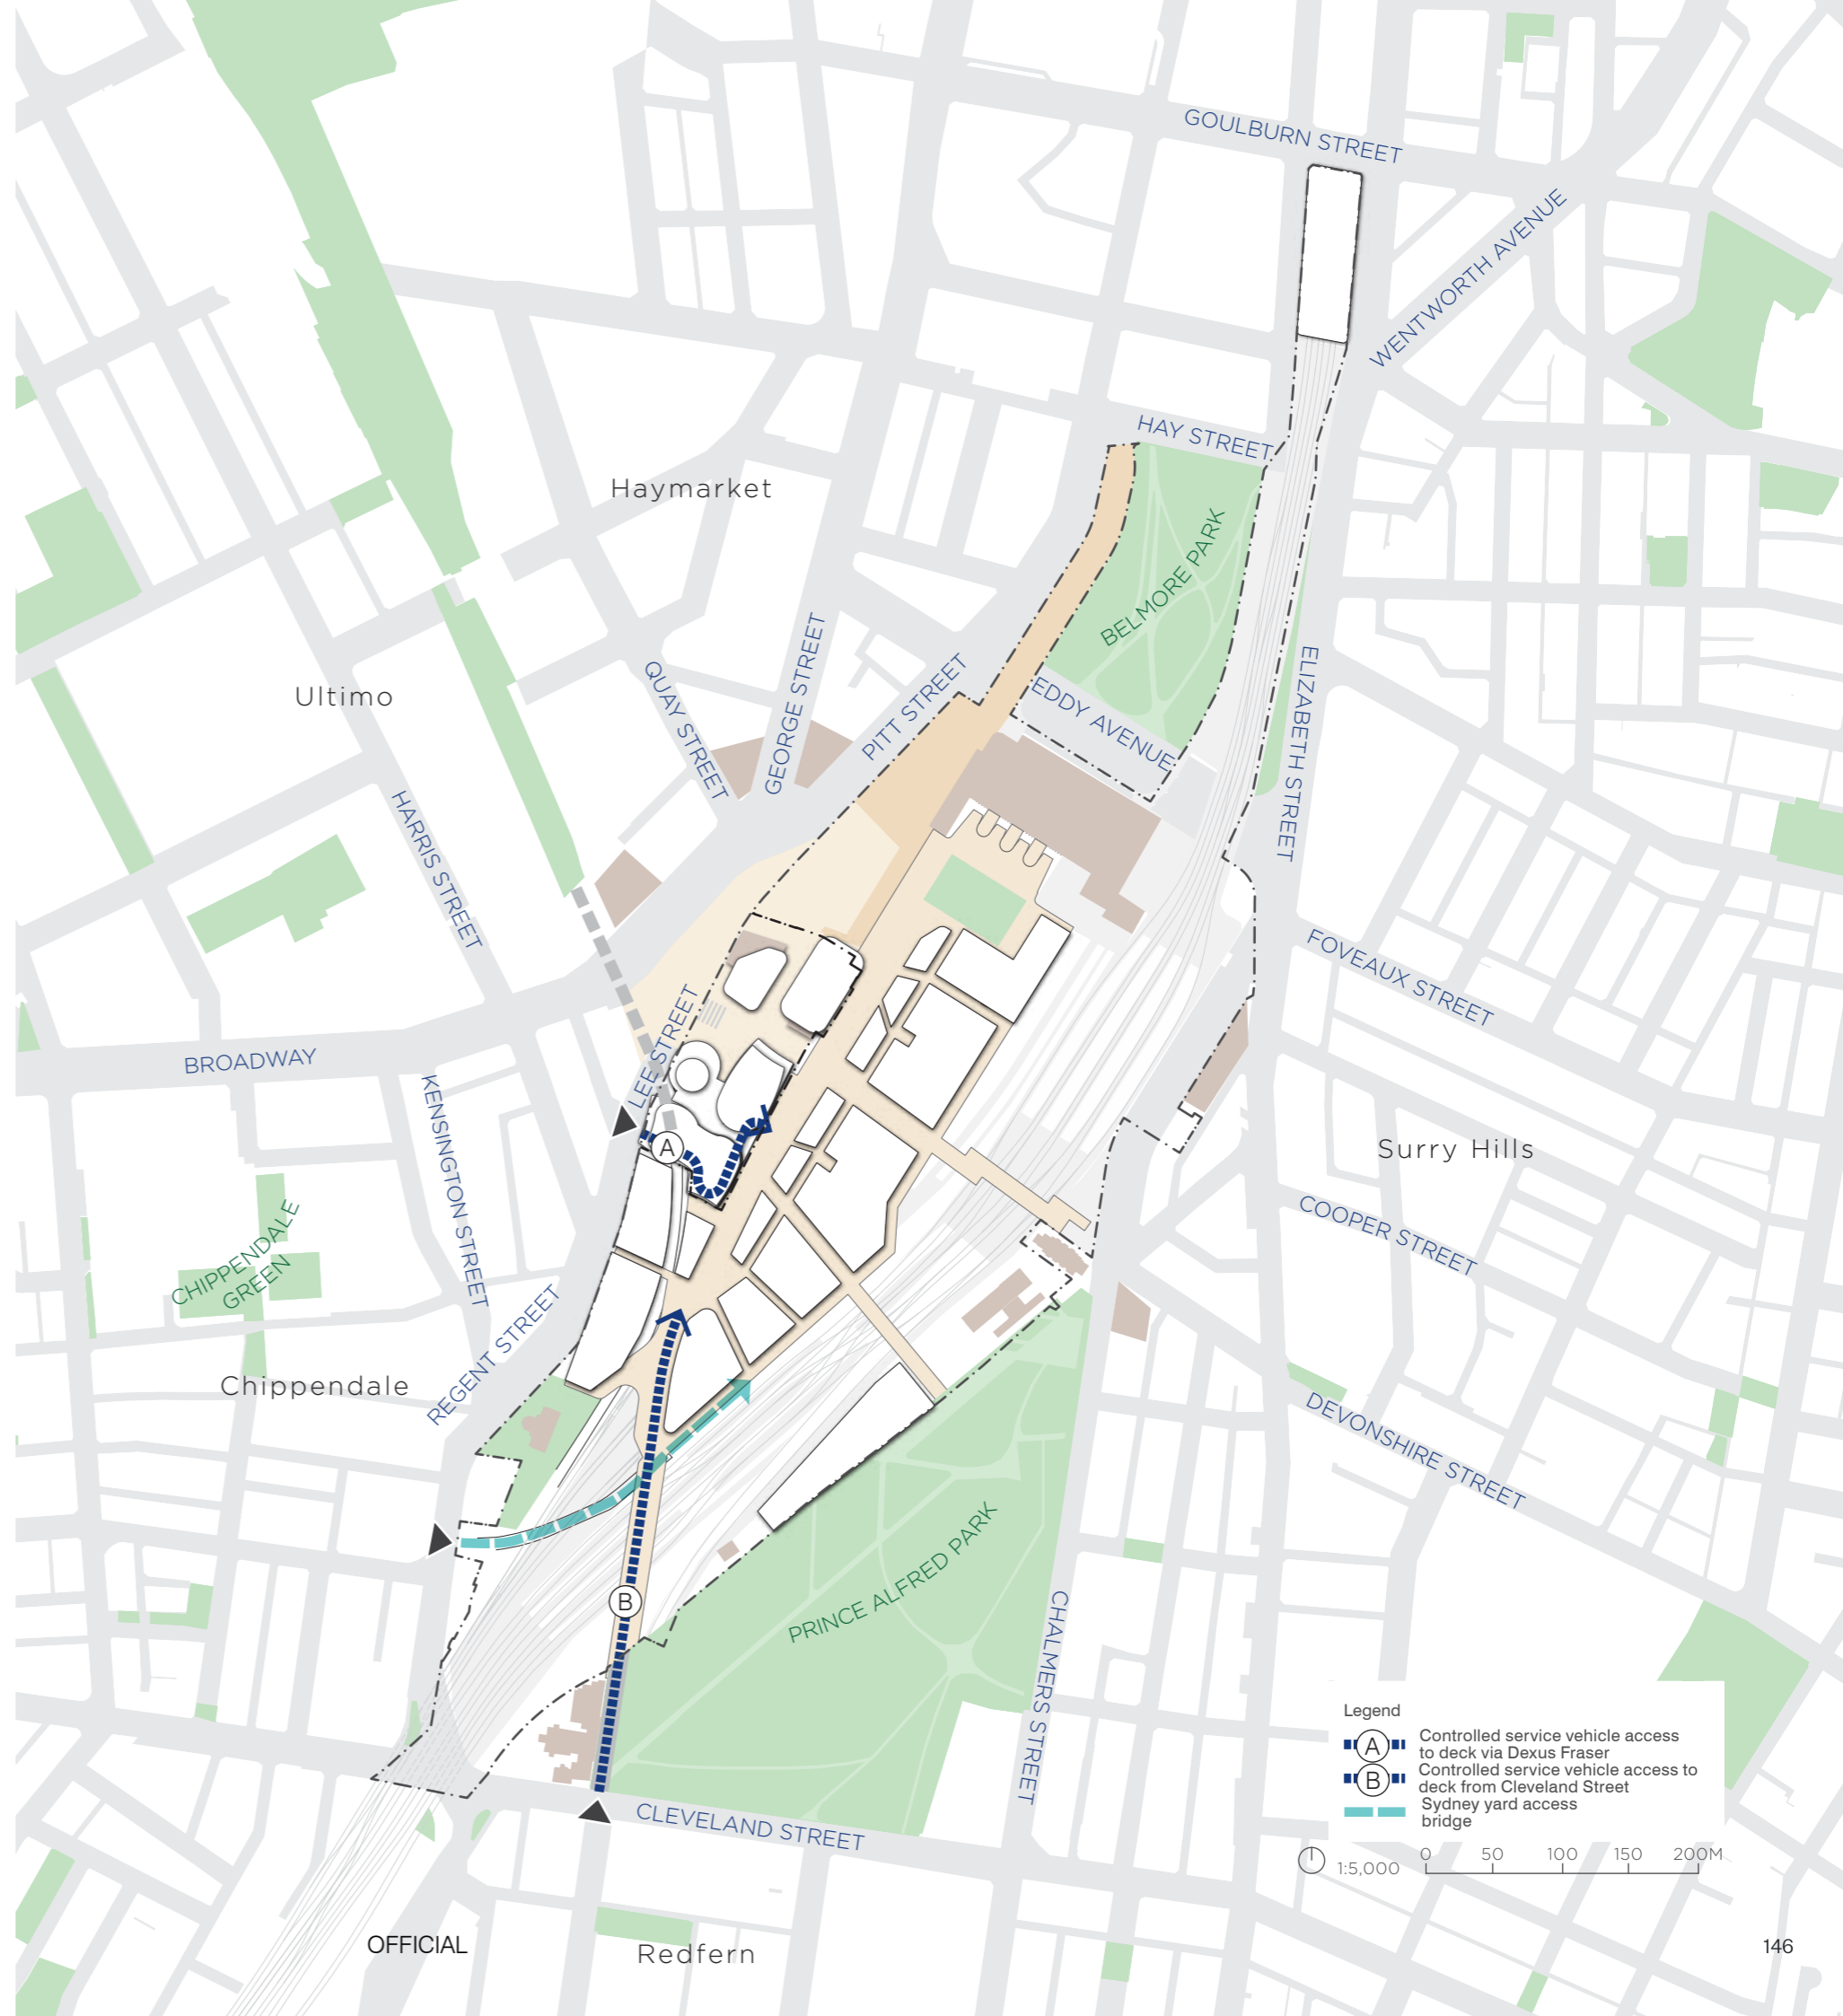 GOULBURN STREET
WENTWORTH AVENUE
HAY STREET
Haymarket
BELMORE PARK
GEORGE STREET
PITT STREET
QUAY STREET
EDDY AVENUE
ELIZABETH STREET
Ultimo
HARRIS STREET
FOVEAUX STREET
LEE STREET
BROADWAY
KENSINGTON STREET
A
Surry Hills
COOPER STREET
CHIPPENDALE
GREEN
REGENT STREET
Chippendale
DEVONSHIRE STREET
PRINCE ALFRED PARK
B
CHALMERS STREET
CLEVELAND STREET
Legend
A
Controlled service vehicle access
to deck via Dexus Fraser
B
Controlled service vehicle access to
deck from Cleveland Street
Sydney yard access
bridge
1:5,000
0 50 100 150 200M
OFFICIAL
Redfern
146